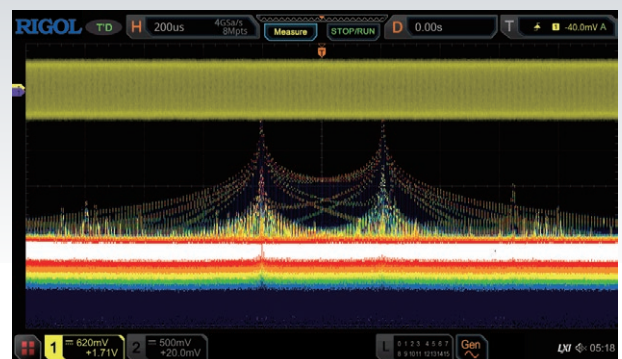 RIGOL T'D H 200us 4GSa/s 8Mpts Measure STOP/RUN D 0.00s T 1 -40.0mV A
T
1 620mV +1.71V 2 500mV +20.0mV L 0 1 2 3 4 5 6 7 8 9 10 11 12 13 14 15 Gen LXI 05:18